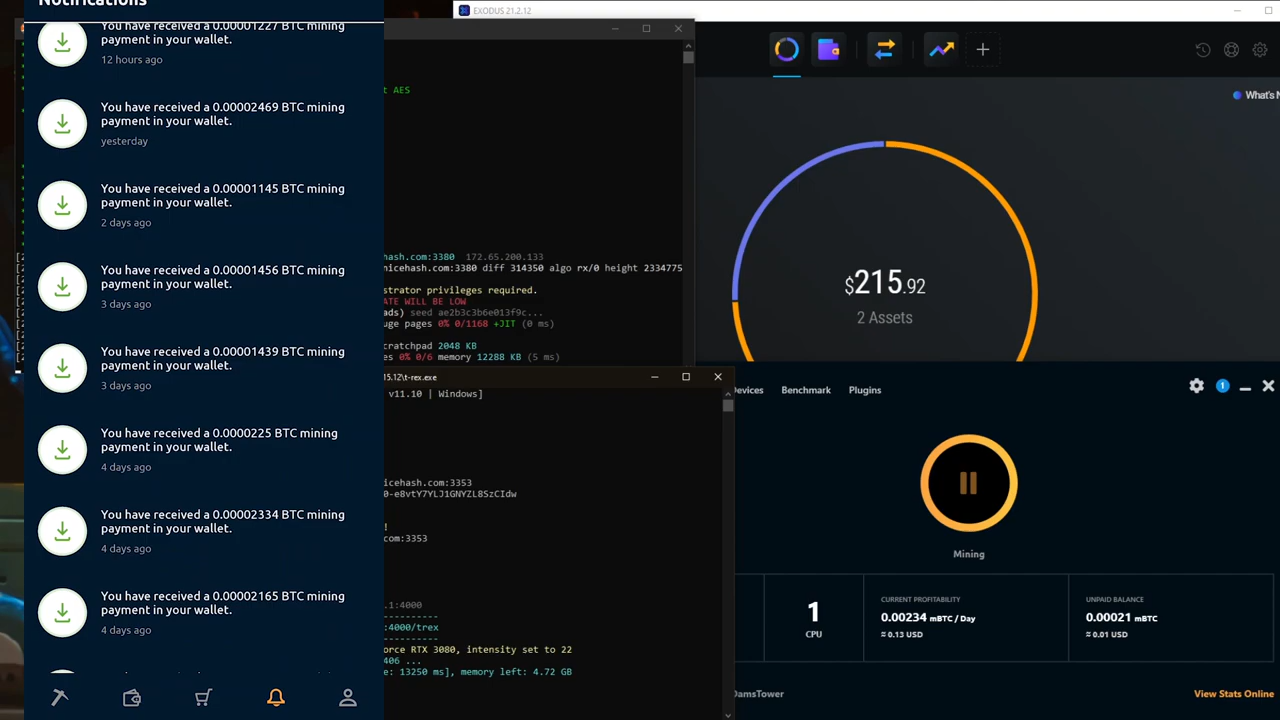 Notifications
You have received a 0.00001227 BTC mining
payment in your wallet.
12 hours ago
You have received a 0.00002469 BTC mining
payment in your wallet.
yesterday
You have received a 0.00001145 BTC mining
payment in your wallet.
2 days ago
You have received a 0.00001456 BTC mining
payment in your wallet.
3 days ago
You have received a 0.00001439 BTC mining
payment in your wallet.
3 days ago
You have received a 0.0000225 BTC mining
payment in your wallet.
4 days ago
You have received a 0.00002334 BTC mining
payment in your wallet.
4 days ago
You have received a 0.00002165 BTC mining
payment in your wallet.
4 days ago
t AES
cehash.com:3380 172.65.200.133
nicehash.com:3380 diff 314350 algo rx/0 height 2334775
strator privileges required.
ATE WILL BE LOW
ads) seed ae2b3c3b6e013f9c...
uge pages 0% 0/1168 +JIT (0 ms)
cratchpad 2048 KB
es 0% 0/6 memory 12288 KB (5 ms)
15.12\t-rex.exe
v11.10 | Windows]
icehash.com:3353
0-e8vtY7YLJ1GNYZL8SzCIdw
!
com:3353
.1:4000
:4000/trex
orce RTX 3080, intensity set to 22
406 ...
e: 13250 ms], memory left: 4.72 GB
EXODUS 21.2.12
What's N
$215.92
2 Assets
Devices Benchmark Plugins
1
Mining
1
CPU
CURRENT PROFITABILITY
0.00234 mBTC / Day
≈ 0.13 USD
UNPAID BALANCE
0.00021 mBTC
≈ 0.01 USD
DamsTower
View Stats Online